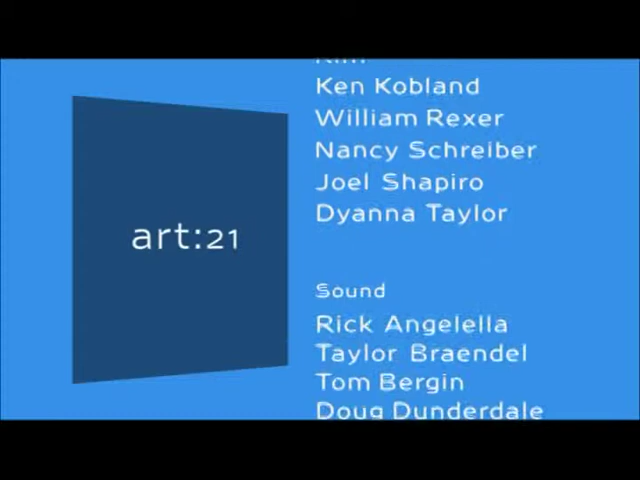 Ken Kobland
William Rexer
Nancy Schreiber
Joel Shapiro
Dyanna Taylor
art:21
Sound
Rick Angelella
Taylor Braendel
Tom Bergin
Doug Dunderdale